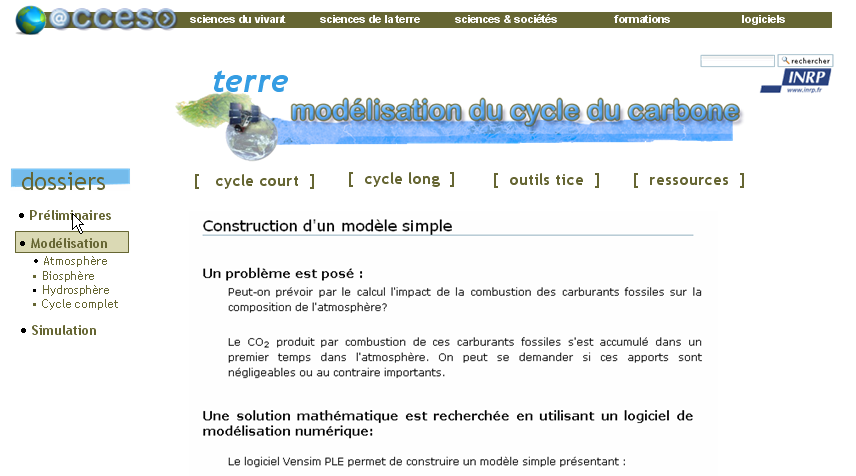 @cceso
sciences du vivant sciences de la terre sciences & sociétés formations logiciels
rechercher
INRP
www.inrp.fr
terre
modélisation du cycle du carbone
dossiers
[ cycle court ] [ cycle long ] [ outils tice ] [ ressources ]
Préliminaires
Modélisation
Atmosphère
Biosphère
Hydrosphère
Cycle complet
Simulation
Construction d'un modèle simple
Un problème est posé :
Peut-on prévoir par le calcul l'impact de la combustion des carburants fossiles sur la
composition de l'atmosphère?
Le CO2 produit par combustion de ces carburants fossiles s'est accumulé dans un
premier temps dans l'atmosphère. On peut se demander si ces apports sont
négligeables ou au contraire importants.
Une solution mathématique est recherchée en utilisant un logiciel de
modélisation numérique:
Le logiciel Vensim PLE permet de construire un modèle simple présentant :